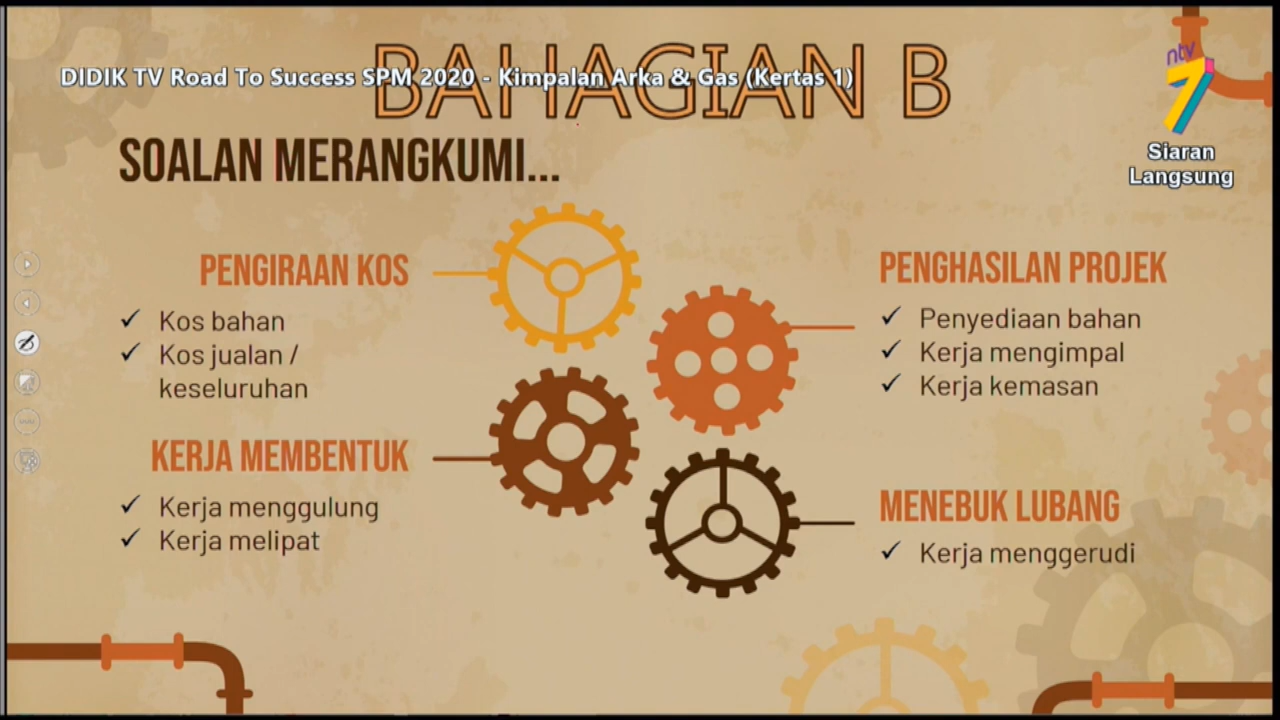 BAHAGIAN B
DIDIK TV Road To Success SPM 2020 - Kimpalan Arka & Gas (Kertas 1)
ntv
7
Siaran
Langsung
SOALAN MERANGKUMI...
PENGIRAAN KOS
✓ Kos bahan
✓ Kos jualan /
keseluruhan
KERJA MEMBENTUK
✓ Kerja menggulung
✓ Kerja melipat
PENGHASILAN PROJEK
✓ Penyediaan bahan
✓ Kerja mengimpal
✓ Kerja kemasan
MENEBUK LUBANG
✓ Kerja menggerudi